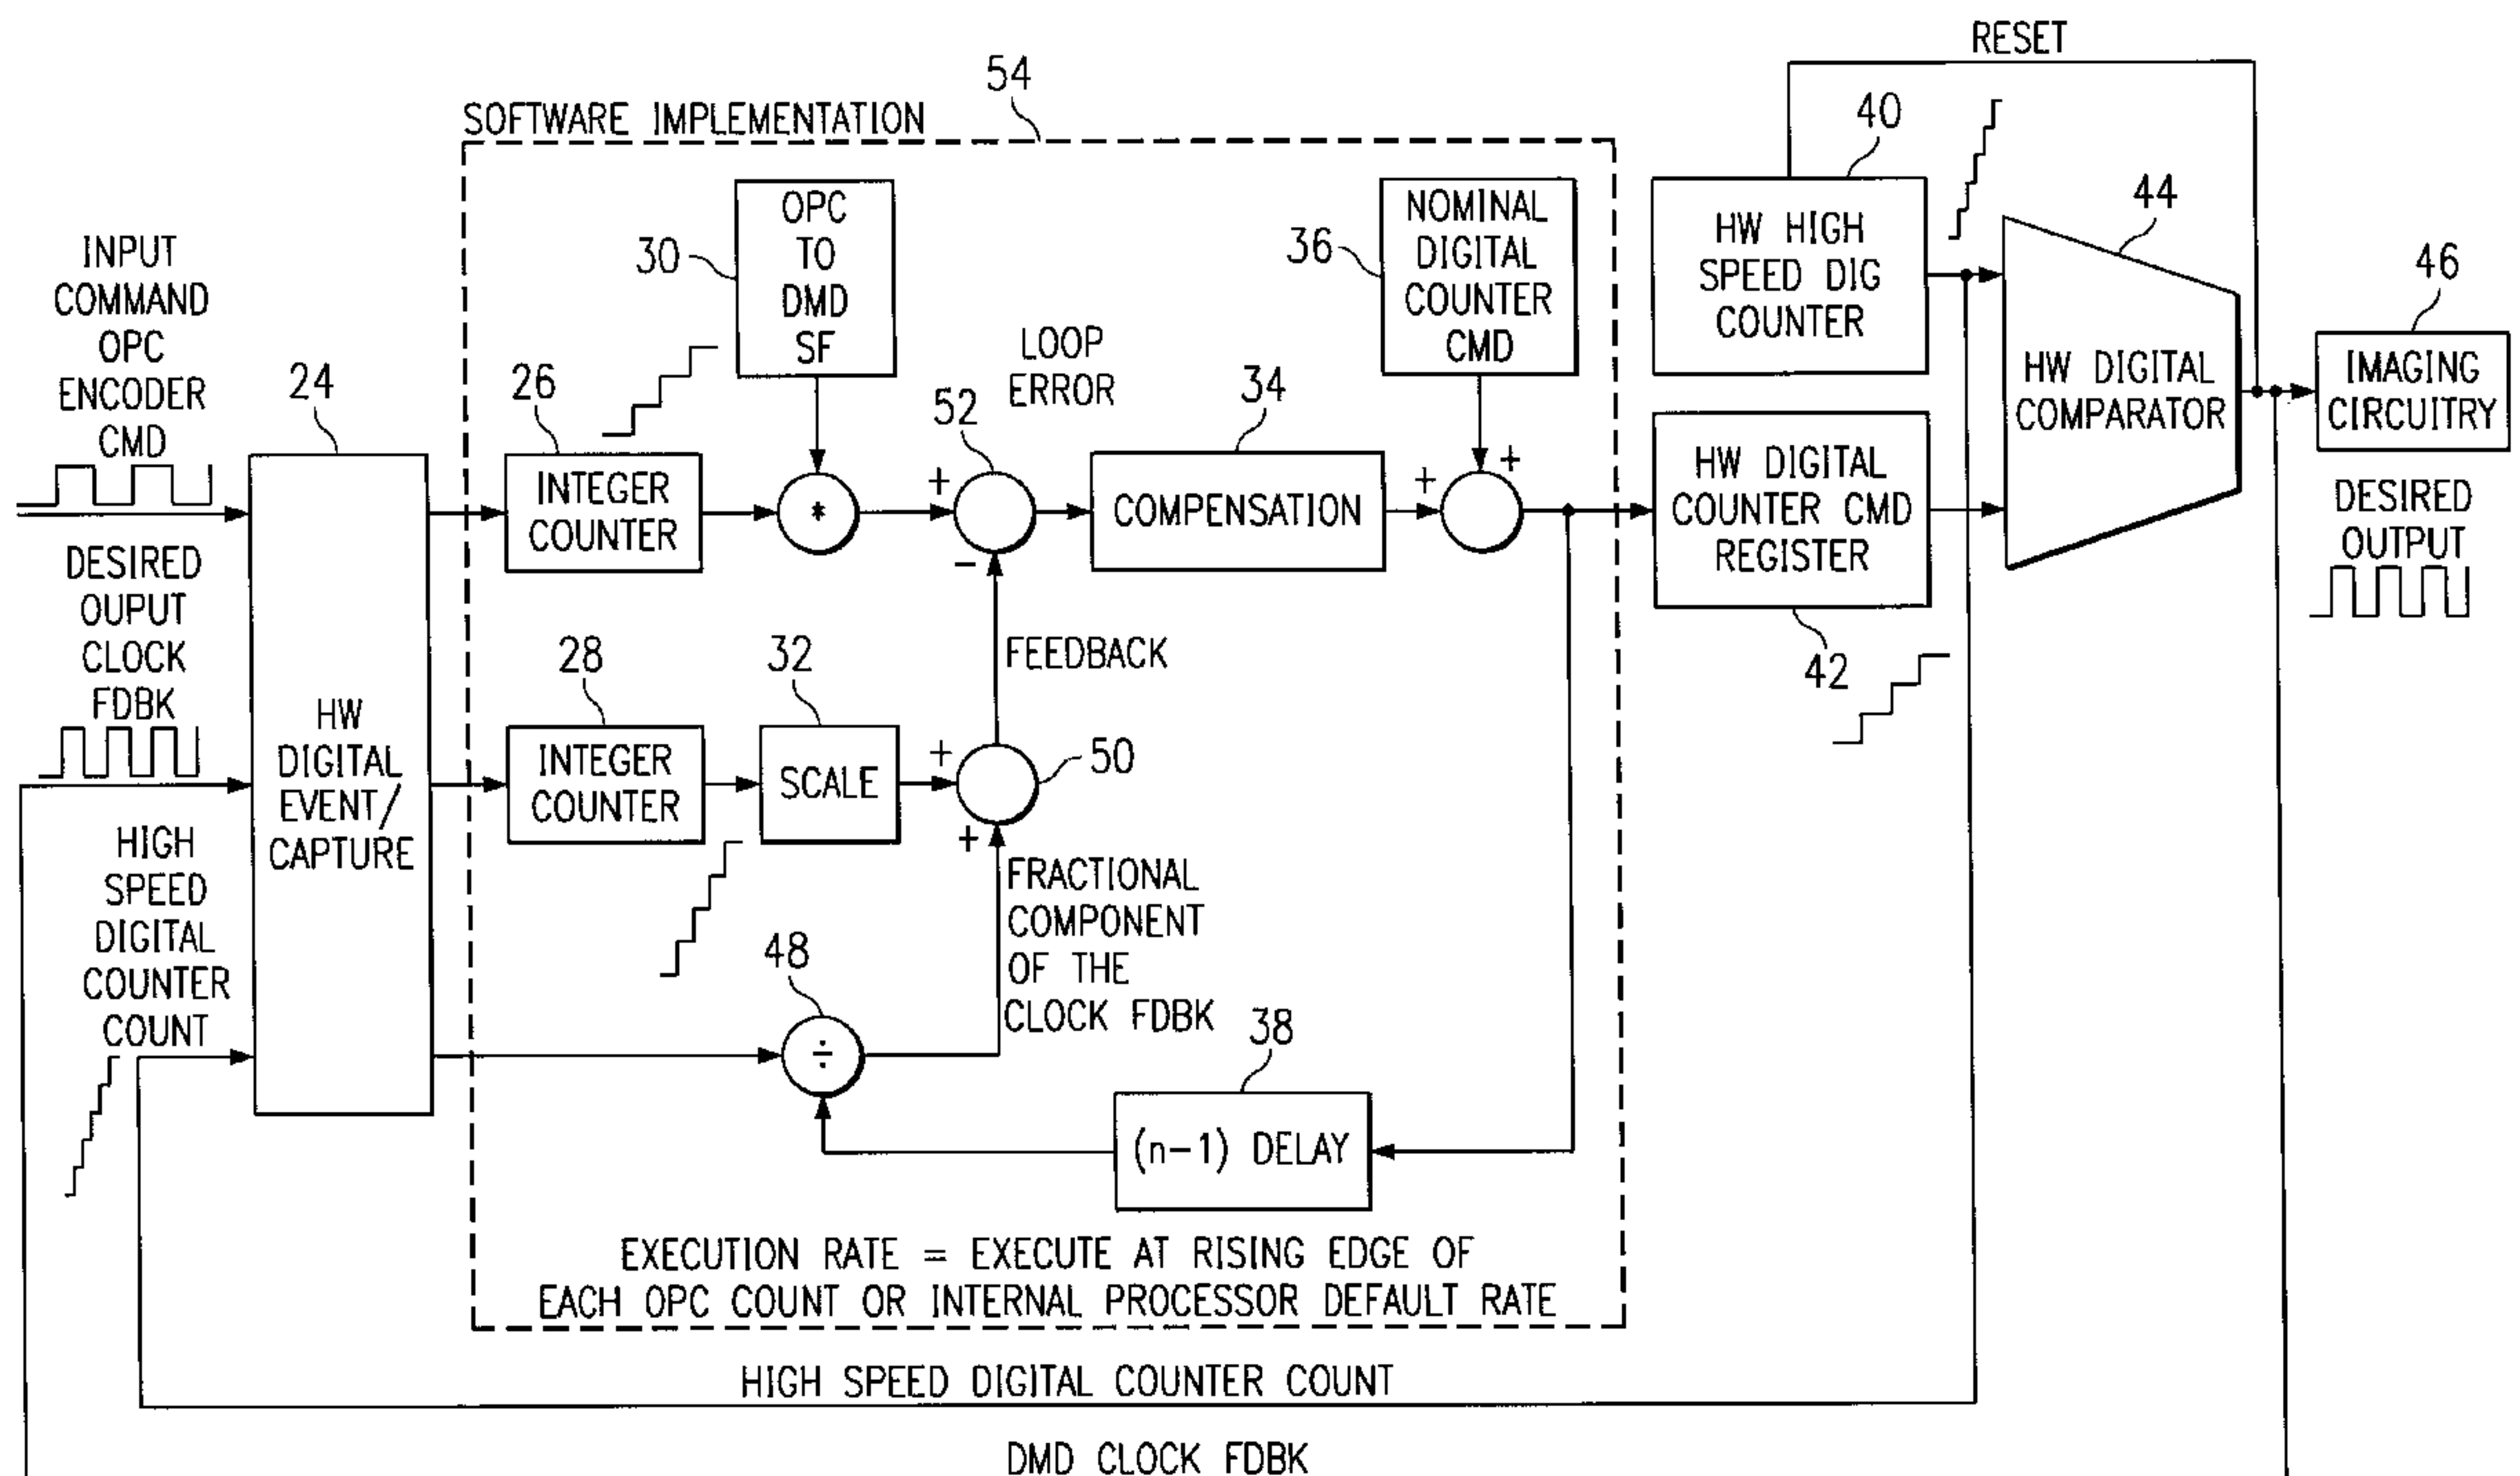 RESET
54
SOFTWARE IMPLEMENTATION
40
44
46
INPUT
COMMAND
OPC
ENCODER
CMD
24
30
OPC
TO
DMD
SF
26
INTEGER
COUNTER
*
LOOP
ERROR
52
+
-
34
COMPENSATION
36
NOMINAL
DIGITAL
COUNTER
CMD
+
+
HW HIGH
SPEED DIG
COUNTER
HW DIGITAL
COUNTER CMD
REGISTER
42
HW DIGITAL
COMPARATOR
IMAGING
CIRCUITRY
DESIRED
OUTPUT
DESIRED
OUPUT
CLOCK
FDBK
HW
DIGITAL
EVENT/
CAPTURE
28
INTEGER
COUNTER
32
SCALE
FEEDBACK
+
+
50
HIGH
SPEED
DIGITAL
COUNTER
COUNT
48
÷
FRACTIONAL
COMPONENT
OF THE
CLOCK FDBK
38
(n-1) DELAY
EXECUTION RATE = EXECUTE AT RISING EDGE OF
EACH OPC COUNT OR INTERNAL PROCESSOR DEFAULT RATE
HIGH SPEED DIGITAL COUNTER COUNT
DMD CLOCK FDBK